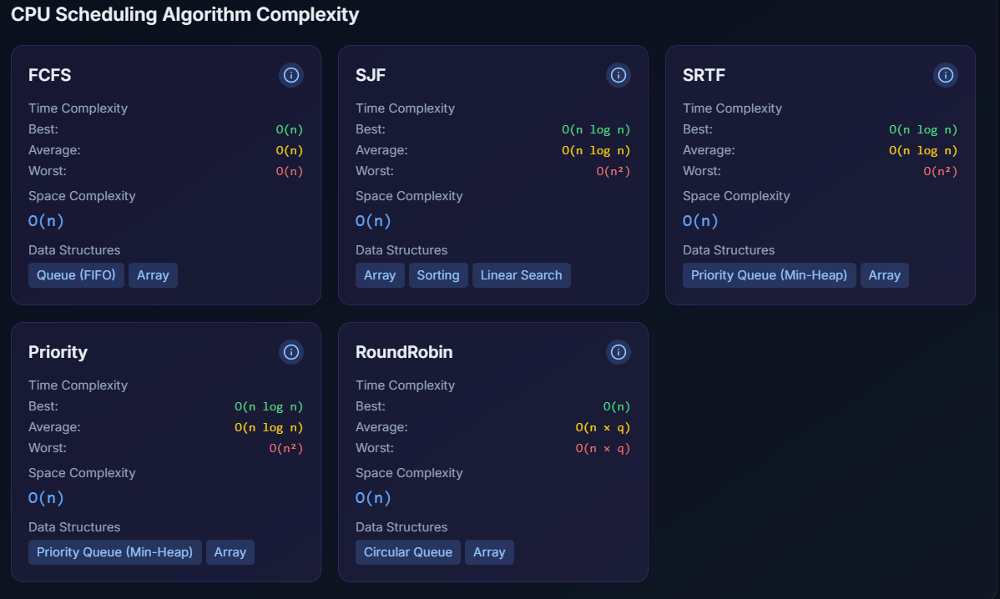 CPU Scheduling Algorithm Complexity
FCFS
Time Complexity
Best: O(n)
Average: O(n)
Worst: O(n)
Space Complexity
O(n)
Data Structures
Queue (FIFO) Array
SJF
Time Complexity
Best: O(n log n)
Average: O(n log n)
Worst: O(n²)
Space Complexity
O(n)
Data Structures
Array Sorting Linear Search
SRTF
Time Complexity
Best: O(n log n)
Average: O(n log n)
Worst: O(n²)
Space Complexity
O(n)
Data Structures
Priority Queue (Min-Heap) Array
Priority
Time Complexity
Best: O(n log n)
Average: O(n log n)
Worst: O(n²)
Space Complexity
O(n)
Data Structures
Priority Queue (Min-Heap) Array
RoundRobin
Time Complexity
Best: O(n)
Average: O(n × q)
Worst: O(n × q)
Space Complexity
O(n)
Data Structures
Circular Queue Array